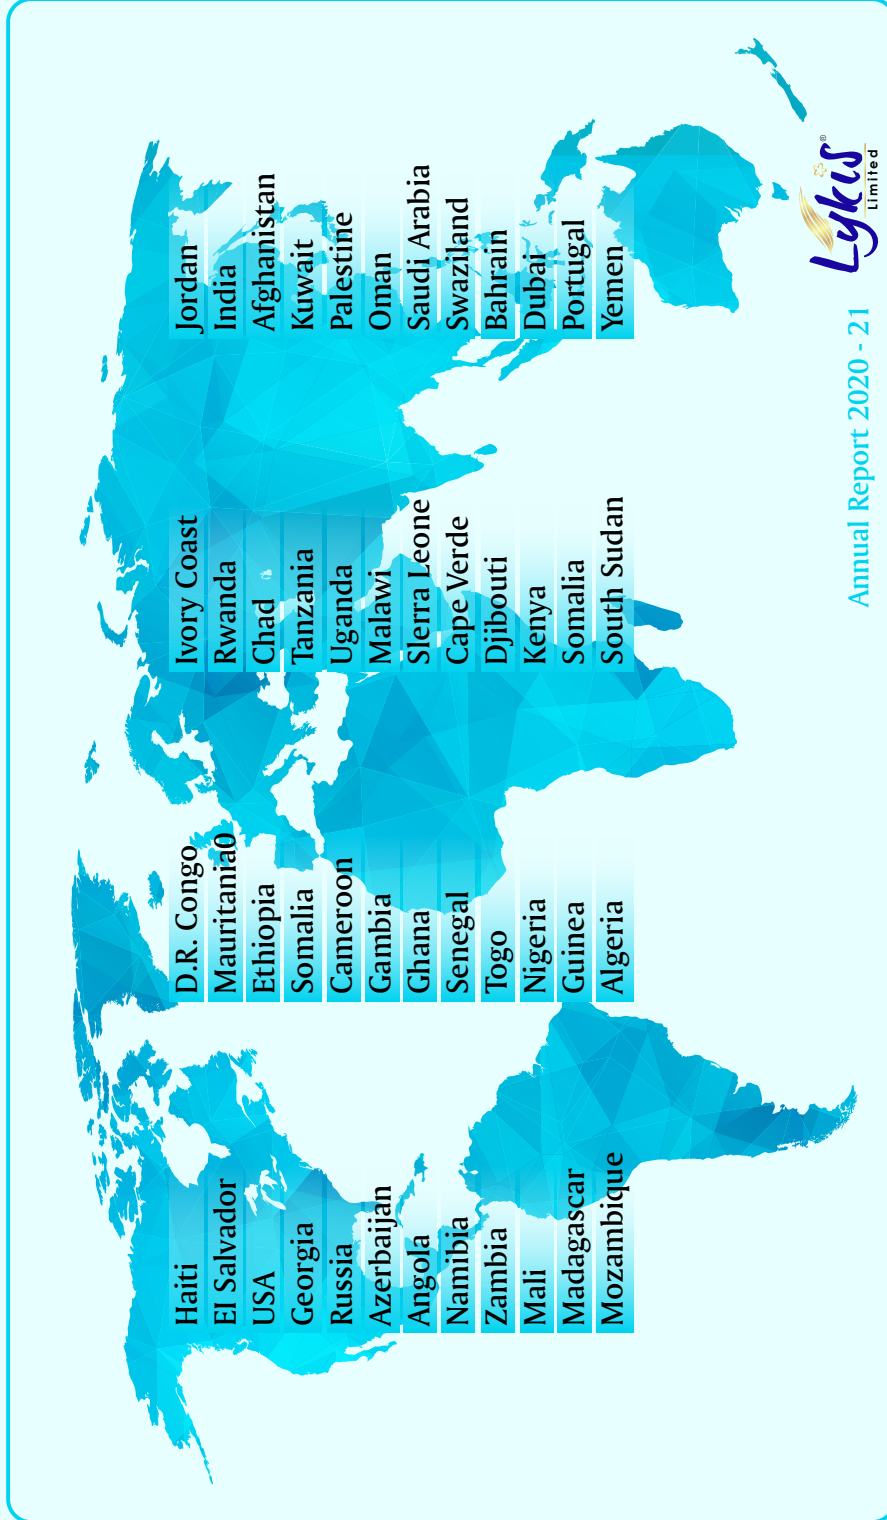 Haiti
El Salvador
USA
Georgia
Russia
Azerbaijan
Angola
Namibia
Zambia
Mali
Madagascar
Mozambique
D.R. Congo
Mauritania0
Ethiopia
Somalia
Cameroon
Gambia
Ghana
Senegal
Togo
Nigeria
Guinea
Algeria
Ivory Coast
Rwanda
Chad
Tanzania
Uganda
Malawi
SIerra Leone
Cape Verde
Djibouti
Kenya
Somalia
South Sudan
Jordan
India
Afghanistan
Kuwait
Palestine
Oman
Saudi Arabia
Swaziland
Bahrain
Dubai
Portugal
Yemen
Annual Report 2020 - 21
Lykis®
Limited